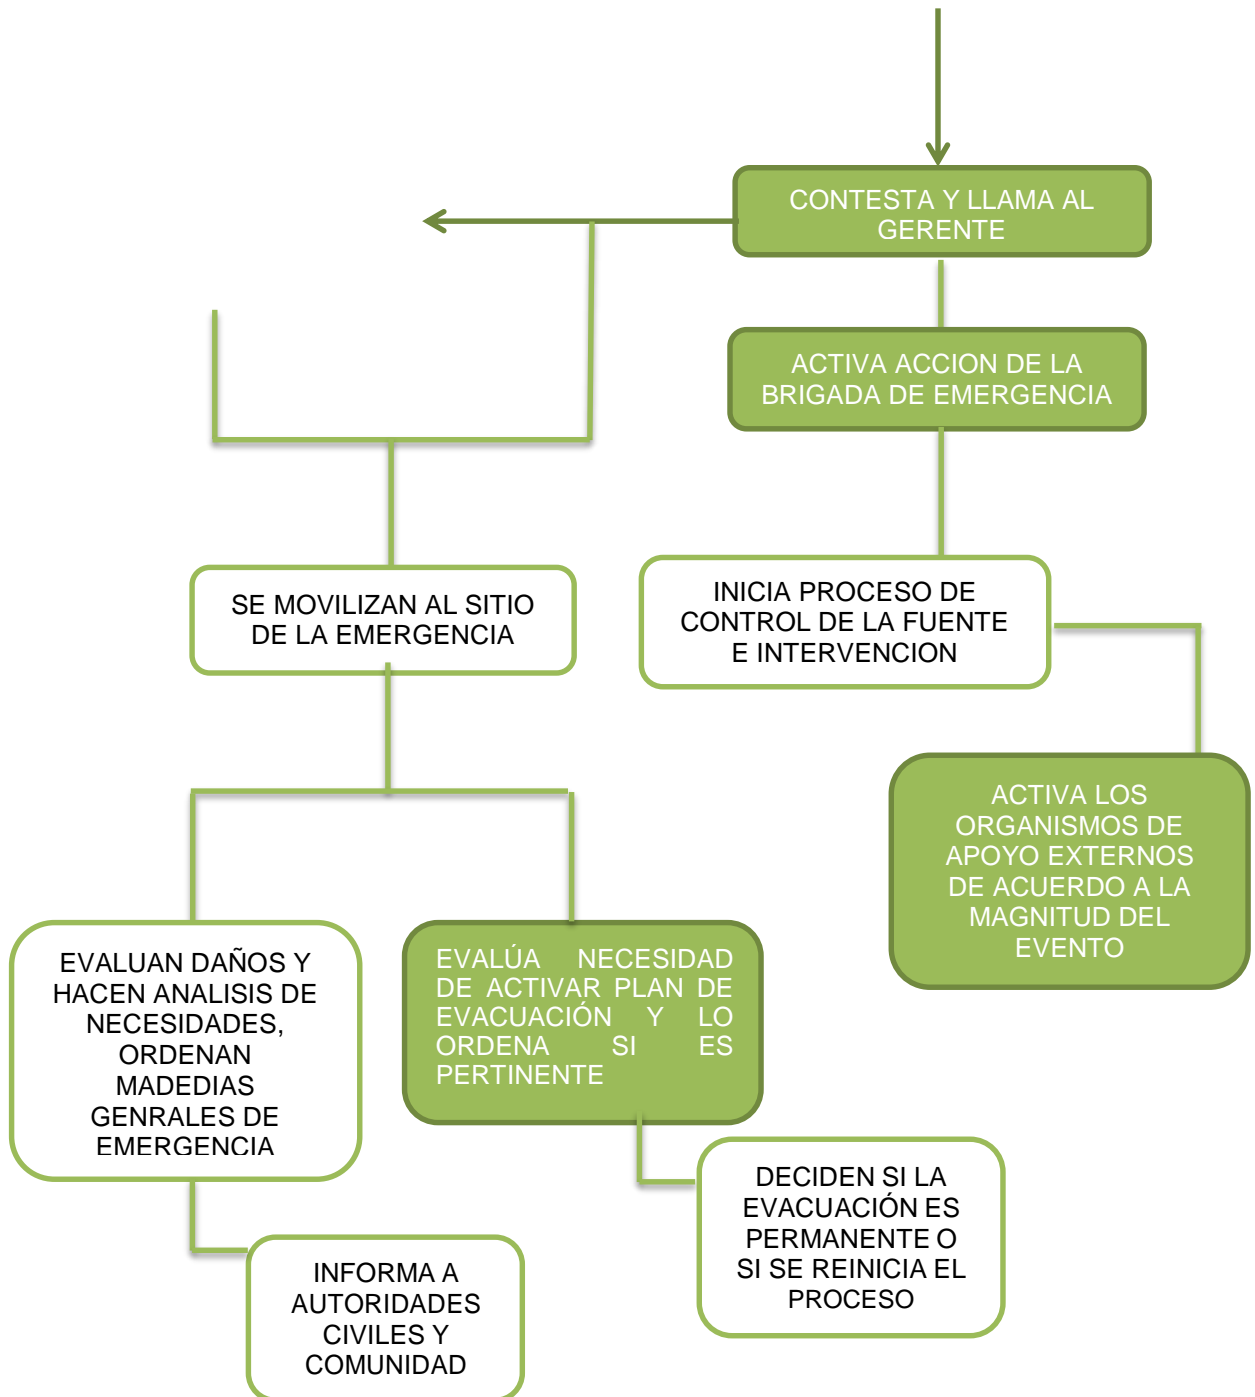 CONTESTA Y LLAMA AL
GERENTE
ACTIVA ACCION DE LA
BRIGADA DE EMERGENCIA
SE MOVILIZAN AL SITIO
DE LA EMERGENCIA
INICIA PROCESO DE
CONTROL DE LA FUENTE
E INTERVENCION
ACTIVA LOS
ORGANISMOS DE
APOYO EXTERNOS
DE ACUERDO A LA
MAGNITUD DEL
EVENTO
EVALUAN DAÑOS Y
HACEN ANALISIS DE
NECESIDADES,
ORDENAN
MADEDIAS
GENRALES DE
EMERGENCIA
EVALÚA NECESIDAD
DE ACTIVAR PLAN DE
EVACUACIÓN Y LO
ORDENA SI ES
PERTINENTE
DECIDEN SI LA
EVACUACIÓN ES
PERMANENTE O
SI SE REINICIA EL
PROCESO
INFORMA A
AUTORIDADES
CIVILES Y
COMUNIDAD